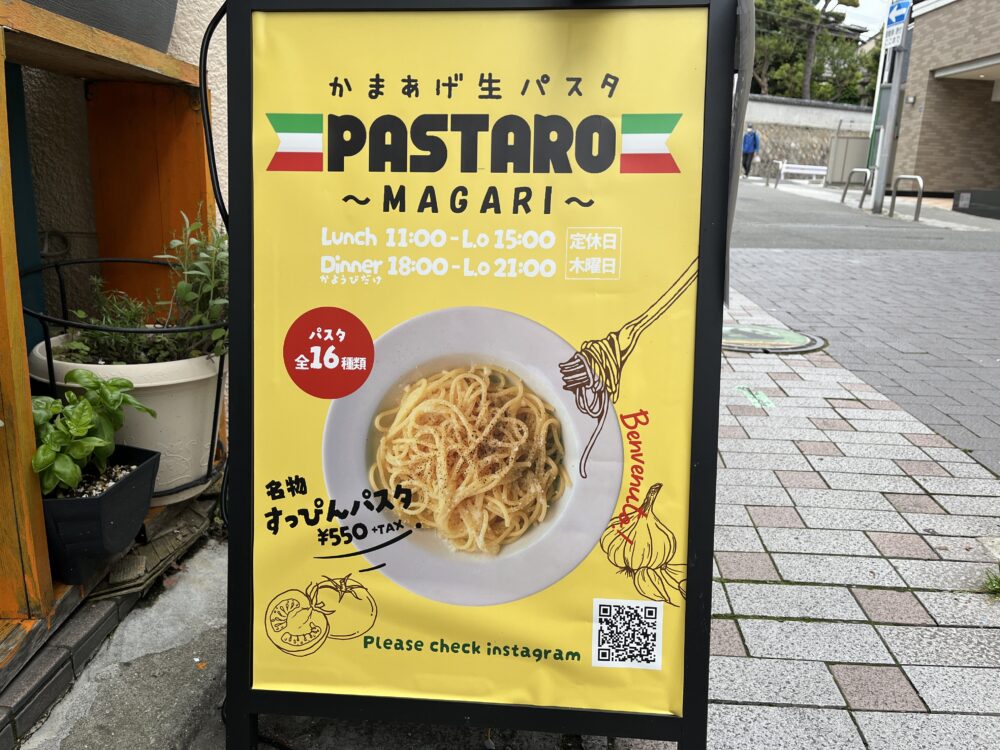 かまあげ生パスタ
PASTARO
～MAGARI～
Lunch 11:00-L.o 15:00
Dinner 18:00-L.o 21:00
かようびだけ
定休日
木曜日
パスタ
全16種類
名物
すっぴんパスタ
¥550+TAX
Benvenuto!
Please check instagram